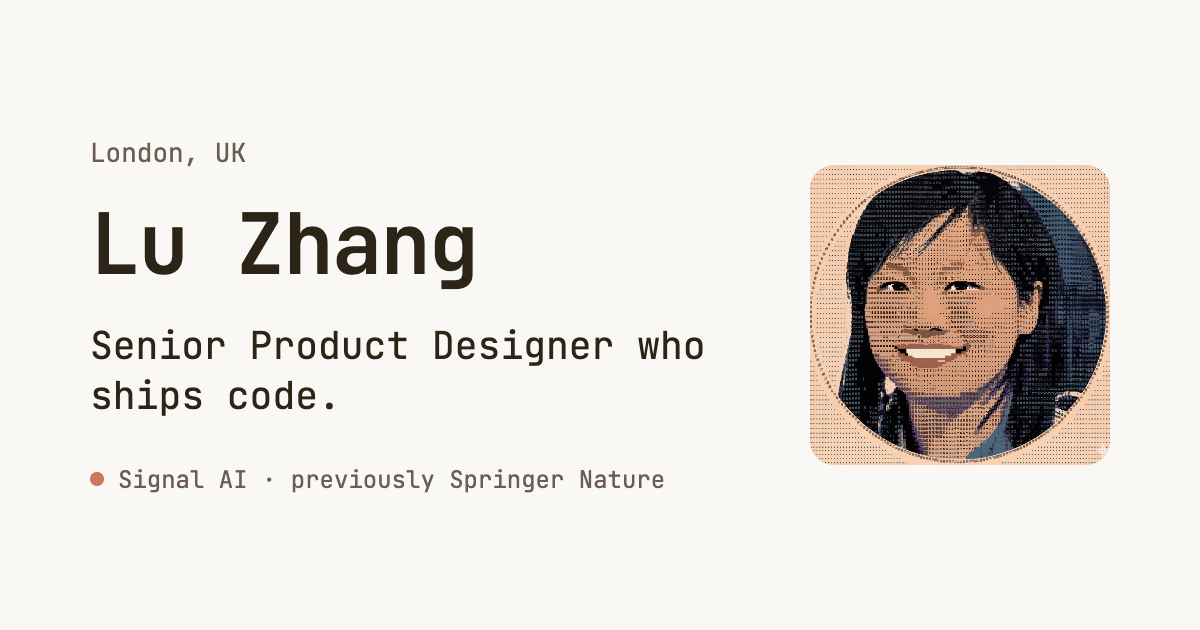 London, UK
Lu Zhang
Senior Product Designer who
ships code.
Signal AI · previously Springer Nature